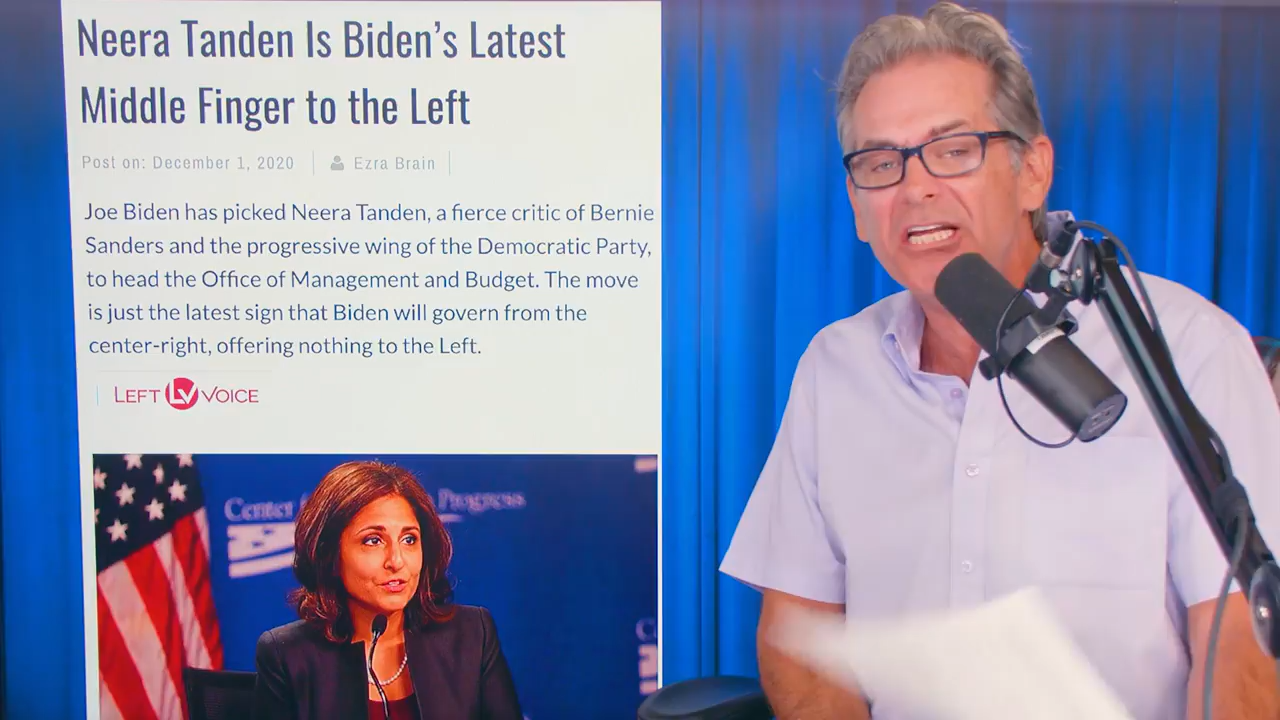 Neera Tanden Is Biden's Latest
Middle Finger to the Left
Post on: December 1, 2020 | Ezra Brain |
Joe Biden has picked Neera Tanden, a fierce critic of Bernie
Sanders and the progressive wing of the Democratic Party,
to head the Office of Management and Budget. The move
is just the latest sign that Biden will govern from the
center-right, offering nothing to the Left.
LEFT LV VOICE
Center
Progress